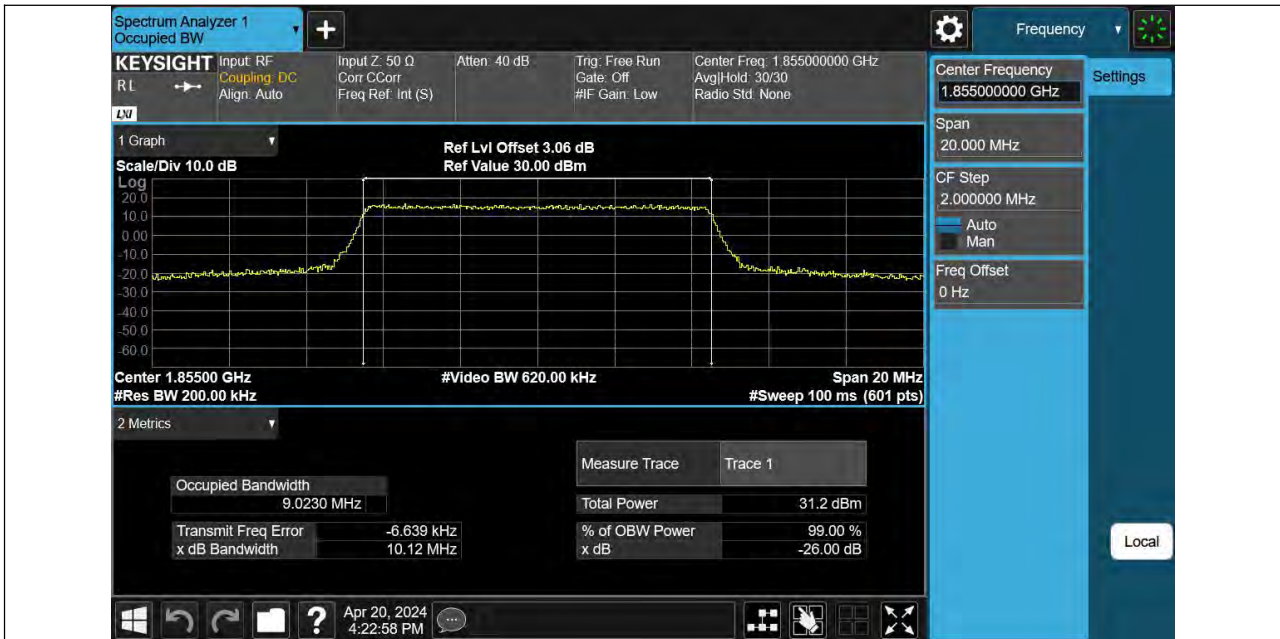 Spectrum Analyzer 1
Occupied BW
+
Frequency
KEYSIGHT
R L
LXI
Input: RF
Coupling: DC
Align: Auto
Input Z: 50 Ω
Corr CCorr
Freq Ref: Int (S)
Atten: 40 dB
Trig: Free Run
Gate: Off
#IF Gain: Low
Center Freq: 1.855000000 GHz
Avg|Hold: 30/30
Radio Std: None
Center Frequency
1.855000000 GHz
Settings
Span
20.000 MHz
CF Step
2.000000 MHz
Auto
Man
Freq Offset
0 Hz
Local
1 Graph
Scale/Div 10.0 dB
Ref Lvl Offset 3.06 dB
Ref Value 30.00 dBm
Log
20.0
10.0
0.00
-10.0
-20.0
-30.0
-40.0
-50.0
-60.0
Center 1.85500 GHz
#Video BW 620.00 kHz
Span 20 MHz
#Res BW 200.00 kHz
#Sweep 100 ms (601 pts)
2 Metrics
Measure Trace Trace 1
Occupied Bandwidth
9.0230 MHz
Total Power 31.2 dBm
Transmit Freq Error -6.639 kHz
% of OBW Power 99.00 %
x dB Bandwidth 10.12 MHz
x dB -26.00 dB
?
Apr 20, 2024
4:22:58 PM